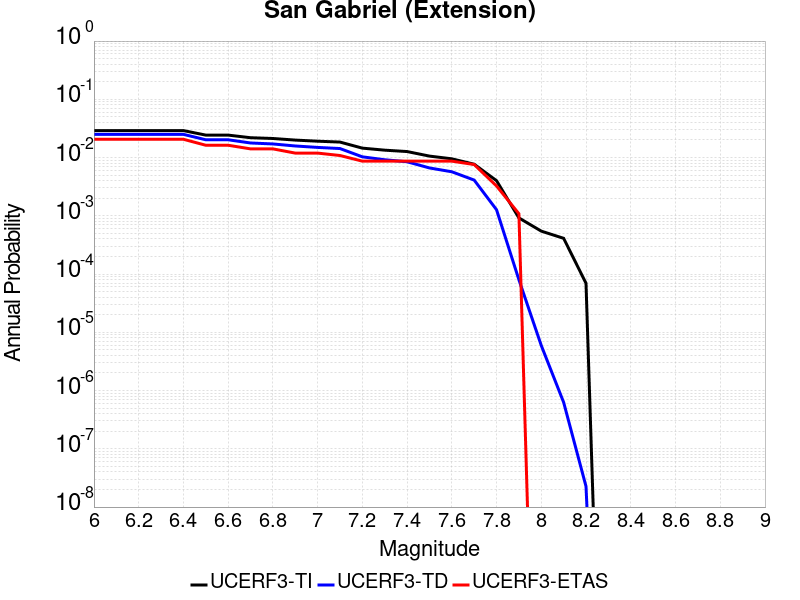 San Gabriel (Extension)
10^0
10^-1
10^-2
10^-3
10^-4
10^-5
10^-6
10^-7
10^-8
Annual Probability
6 6.2 6.4 6.6 6.8 7 7.2 7.4 7.6 7.8 8 8.2 8.4 8.6 8.8 9
Magnitude
UCERF3-TI UCERF3-TD UCERF3-ETAS